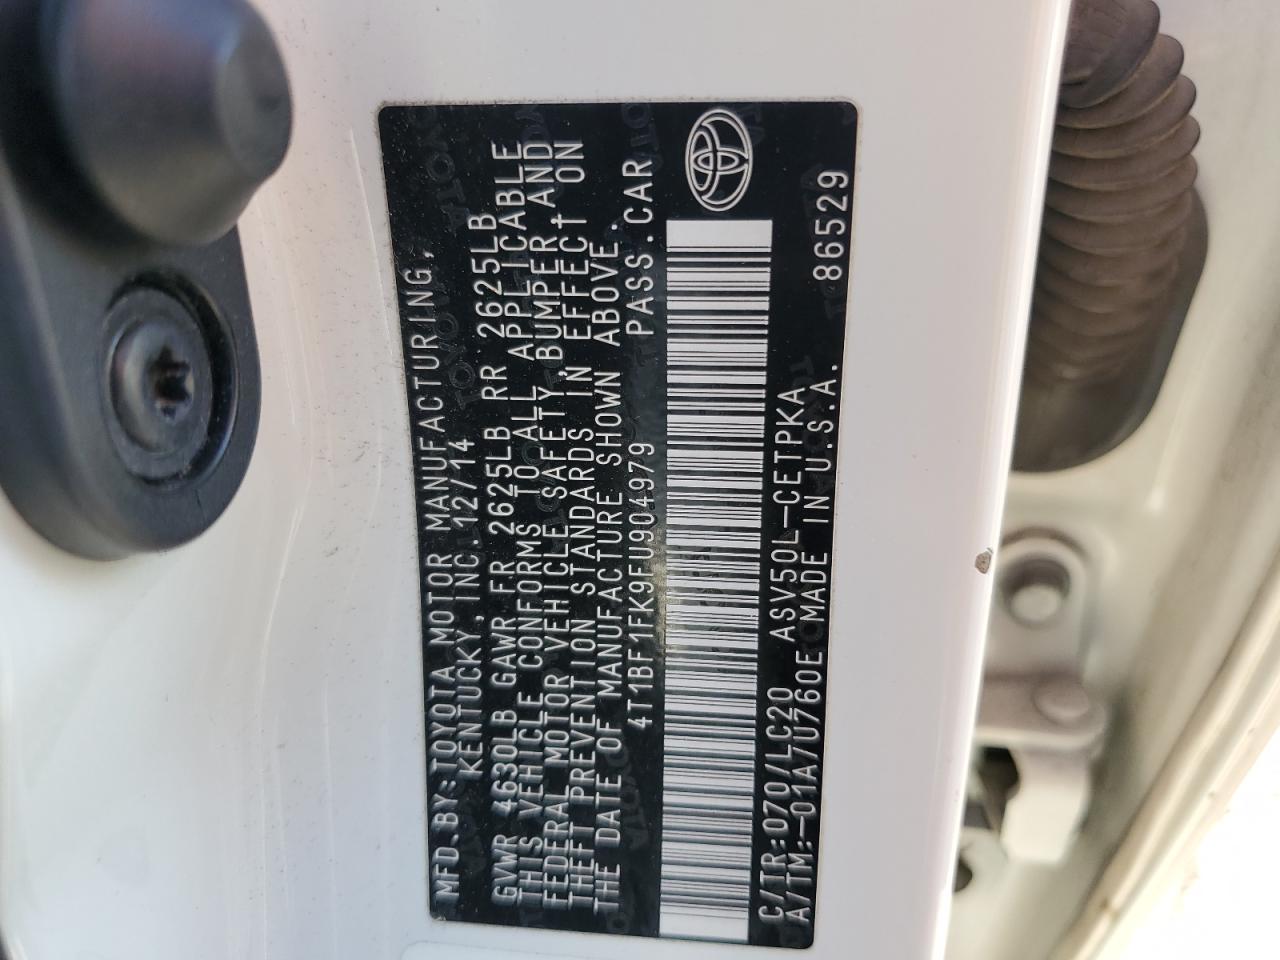 MFD.BY:TOYOTA MOTOR MANUFACTURING,
KENTUCKY, INC. 12/14
GVWR 4630LB GAWR FR 2625LB RR 2625LB
THIS VEHICLE CONFORMS TO ALL APPLICABLE
FEDERAL MOTOR VEHICLE SAFETY,BUMPER,AND
THEFT PREVENTION STANDARDS IN EFFECT ON
THE DATE OF MANUFACTURE SHOWN ABOVE.
4T1BF1FK9FU904979 PASS.CAR
C/TR:070/LC20 ASV50L-CETPKA
A/TM:-01A/U760E MADE IN U.S.A. 86529